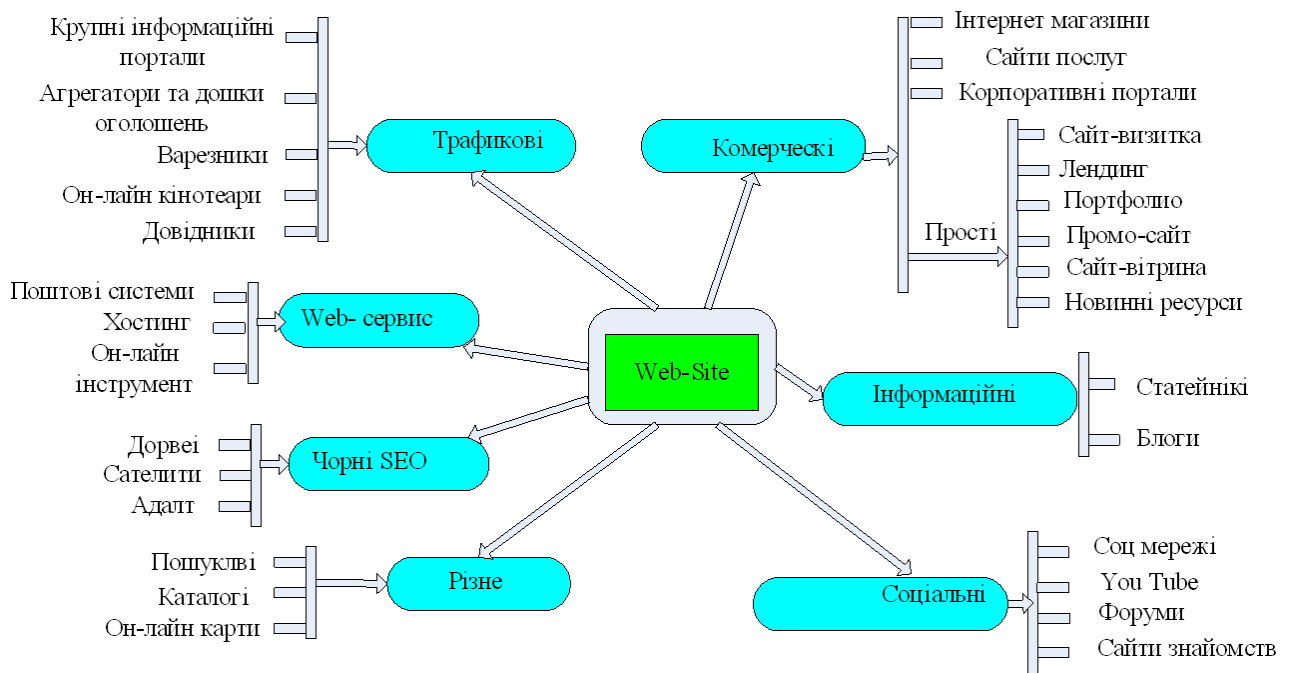 Крупні інформаційні
портали
Агрегатори та дошки
оголошень
Варезники
Он-лайн кінотеари
Довідники
Трафикові
Комерческі
Інтернет магазини
Сайти послуг
Корпоративні портали
Прості
Сайт-визитка
Лендинг
Портфолио
Промо-сайт
Сайт-вітрина
Новинні ресурси
Поштові системи
Хостинг
Он-лайн
інструмент
Web- сервис
Web-Site
Інформаційні
Статейнікі
Блоги
Дорвеі
Сателити
Адалт
Чорні SEO
Пошуклві
Каталогі
Он-лайн карти
Різне
Соціальні
Соц мережі
You Tube
Форуми
Сайти знайомств